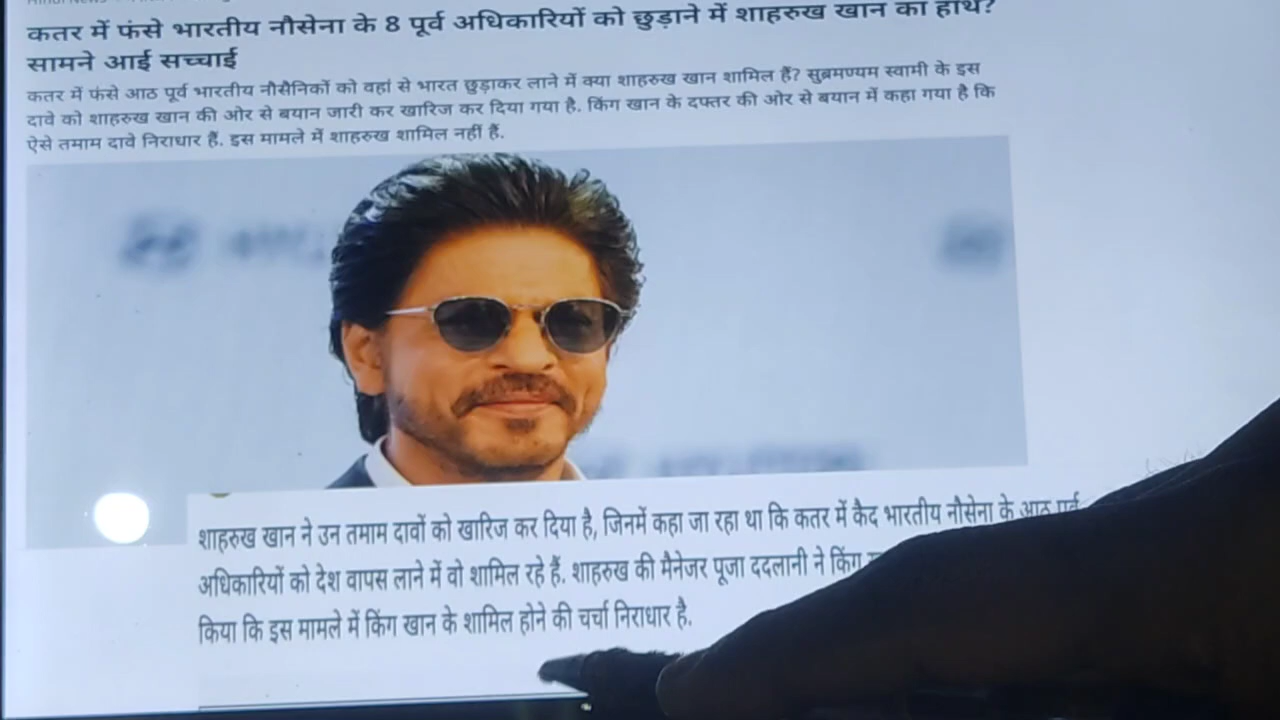 कतर में फंसे भारतीय नौसेना के 8 पूर्व अधिकारियों को छुड़ाने में शाहरुख खान का हाथ?
सामने आई सच्चाई
कतर में फंसे आठ पूर्व भारतीय नौसैनिकों को वहां से भारत छुड़ाकर लाने में क्या शाहरुख खान शामिल हैं? सुब्रमण्यम स्वामी के इस
दावे को शाहरुख खान की ओर से बयान जारी कर खारिज कर दिया गया है. किंग खान के दफ्तर की ओर से बयान में कहा गया है कि
ऐसे तमाम दावे निराधार हैं. इस मामले में शाहरुख शामिल नहीं हैं.
शाहरुख खान ने उन तमाम दावों को खारिज कर दिया है, जिनमें कहा जा रहा था कि कतर में कैद भारतीय नौसेना के आठ पूर्व
अधिकारियों को देश वापस लाने में वो शामिल रहे हैं. शाहरुख की मैनेजर पूजा ददलानी ने किंग
किया कि इस मामले में किंग खान के शामिल होने की चर्चा निराधार है.